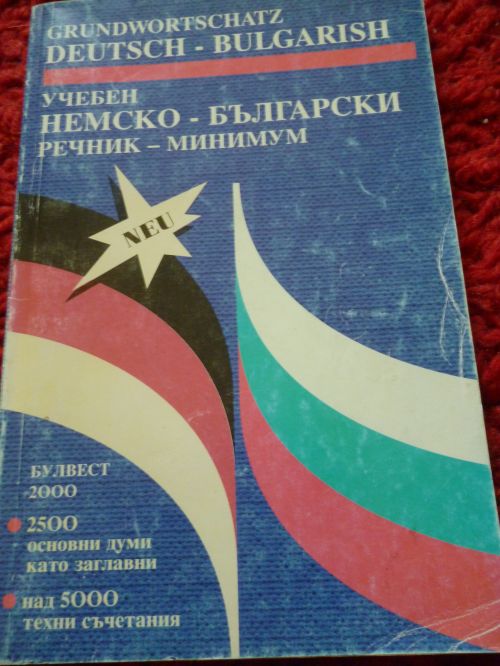 GRUNDWORTSCHATZ
DEUTSCH - BULGARISH
УЧЕБЕН
НЕМСКО - БЪЛГАРСКИ
РЕЧНИК – МИНИМУМ
NEU
БУЛВЕСТ
2000
2500
основни думи
като заглавни
над 5000
техни съчетания